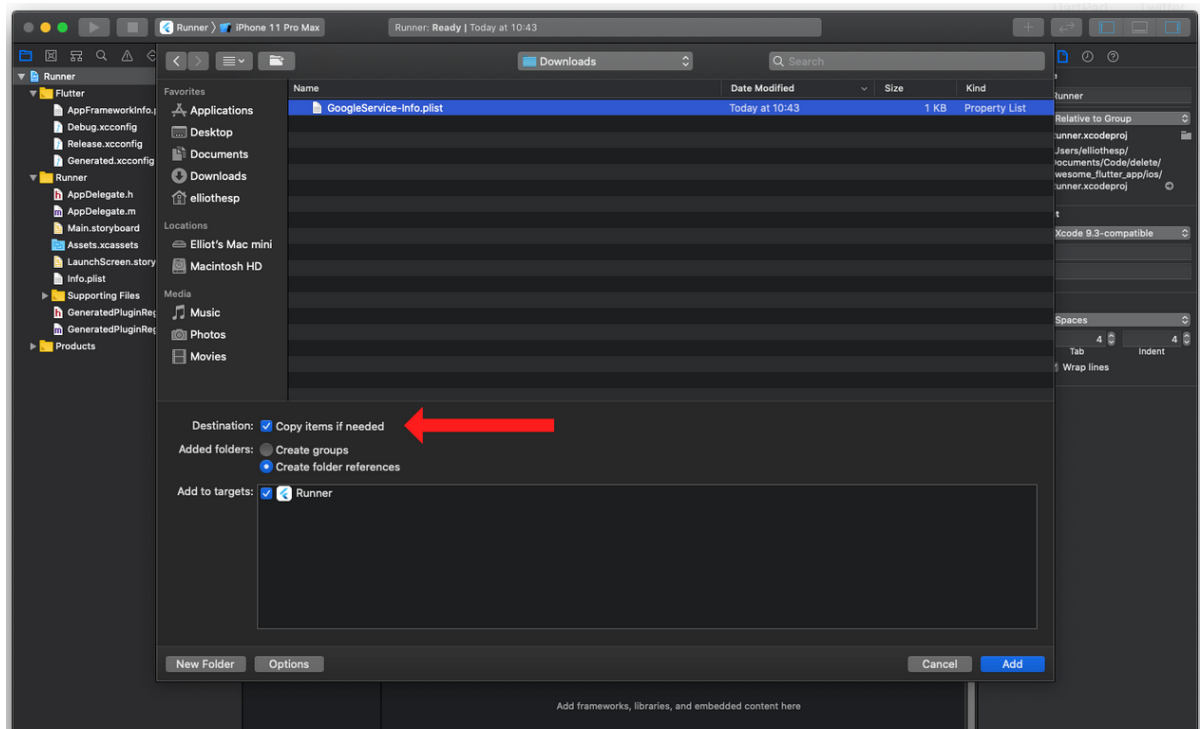 Runner 〉 iPhone 11 Pro Max
Runner: Ready | Today at 10:43
Downloads
Search
Runner
Flutter
AppFrameworkInfo.p
Debug.xcconfig
Release.xcconfig
Generated.xcconfig
Runner
AppDelegate.h
AppDelegate.m
Main.storyboard
Assets.xcassets
LaunchScreen.story
Info.plist
Supporting Files
GeneratedPluginReg
GeneratedPluginReg
Products
Favorites
Applications
Desktop
Documents
Downloads
elliothesp
Locations
Elliot's Mac mini
Macintosh HD
Media
Music
Photos
Movies
Name Date Modified Size Kind
GoogleService-Info.plist Today at 10:43 1 KB Property List
Runner
Relative to Group
unner.xcodeproj
Users/elliothesp/
ocuments/Code/delete/
wesome_flutter_app/ios/
unner.xcodeproj
t
Xcode 9.3-compatible
Spaces
4 4
Tab Indent
Wrap lines
Destination: Copy items if needed
Added folders: Create groups
Create folder references
Add to targets: Runner
New Folder Options Cancel Add
Add frameworks, libraries, and embedded content here